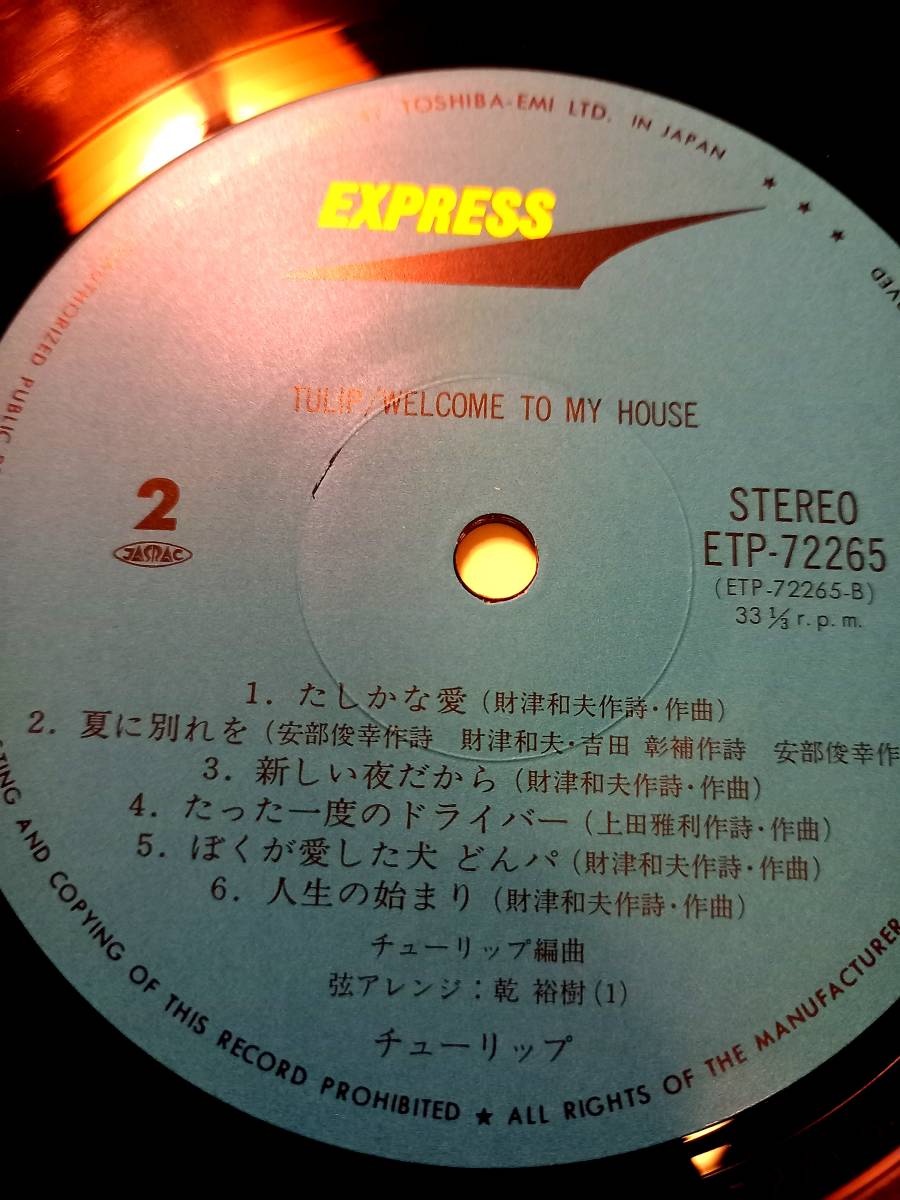 TOSHIBA-EMI LTD. IN JAPAN
EXPRESS
TULIP/WELCOME TO MY HOUSE
2
JASRAC
STEREO
ETP-72265
(ETP-72265-B)
33 1/3 r.p.m.
1. たしかな愛 (財津和夫作詩・作曲)
2. 夏に別れを (安部俊幸作詩 財津和夫・吉田 彰補作詩 安部俊幸作
3. 新しい夜だから (財津和夫作詩・作曲)
4. たった一度のドライバー (上田雅利作詩・作曲)
5. ぼくが愛した犬 どんパ (財津和夫作詩・作曲)
6. 人生の始まり (財津和夫作詩・作曲)
チューリップ編曲
弦アレンジ：乾 裕樹 (1)
チューリップ
PUBLIC
AND COPYING OF THIS RECORD PROHIBITED ★ ALL RIGHTS OF THE MANUFACTURER
★ ★ ★